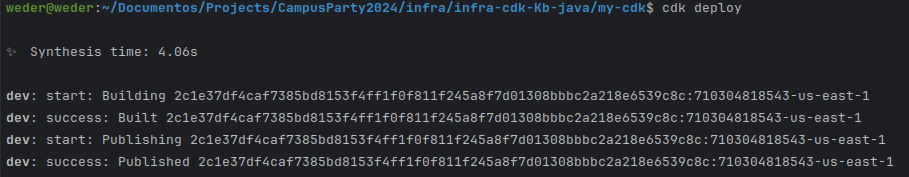 weder@weder:~/Documentos/Projects/CampusParty2024/infra/infra-cdk-Kb-java/my-cdk$ cdk deploy
✨ Synthesis time: 4.06s
dev: start: Building 2c1e37df4caf7385bd8153f4ff1f0f811f245a8f7d01308bbbc2a218e6539c8c:710304818543-us-east-1
dev: success: Built 2c1e37df4caf7385bd8153f4ff1f0f811f245a8f7d01308bbbc2a218e6539c8c:710304818543-us-east-1
dev: start: Publishing 2c1e37df4caf7385bd8153f4ff1f0f811f245a8f7d01308bbbc2a218e6539c8c:710304818543-us-east-1
dev: success: Published 2c1e37df4caf7385bd8153f4ff1f0f811f245a8f7d01308bbbc2a218e6539c8c:710304818543-us-east-1